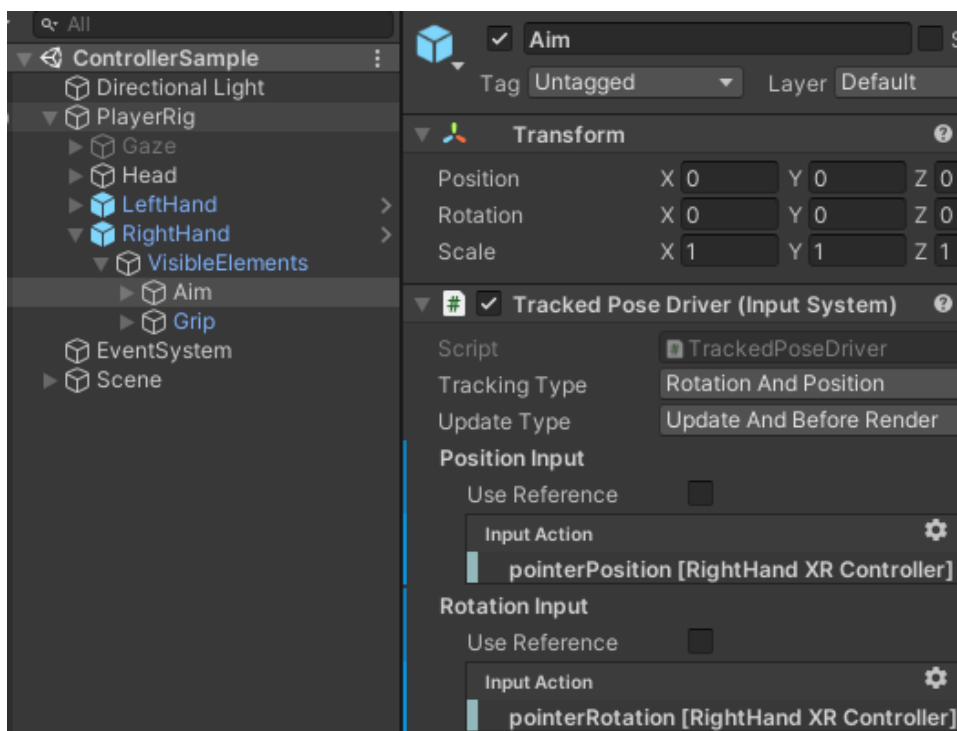 All
ControllerSample
Directional Light
PlayerRig
Gaze
Head
LeftHand
RightHand
VisibleElements
Aim
Grip
EventSystem
Scene
Aim
Tag Untagged Layer Default
Transform
Position X 0 Y 0 Z 0
Rotation X 0 Y 0 Z 0
Scale X 1 Y 1 Z 1
# Tracked Pose Driver (Input System)
Script # TrackedPoseDriver
Tracking Type Rotation And Position
Update Type Update And Before Render
Position Input
Use Reference
Input Action
pointerPosition [RightHand XR Controller]
Rotation Input
Use Reference
Input Action
pointerRotation [RightHand XR Controller]